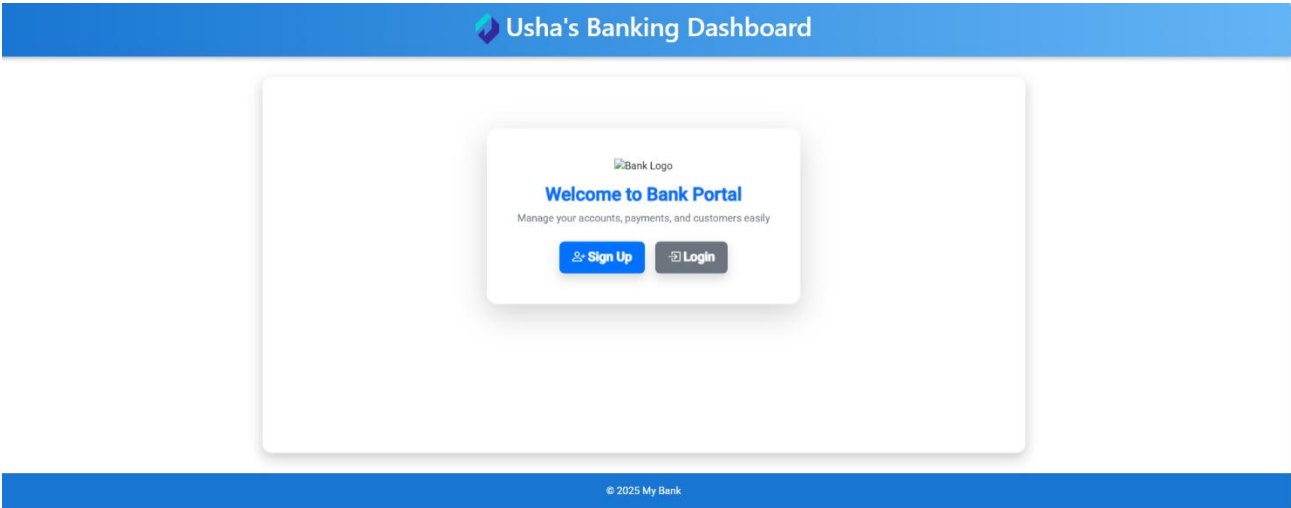 Usha's Banking Dashboard
Bank Logo
Welcome to Bank Portal
Manage your accounts, payments, and customers easily
Sign Up Login
© 2025 My Bank